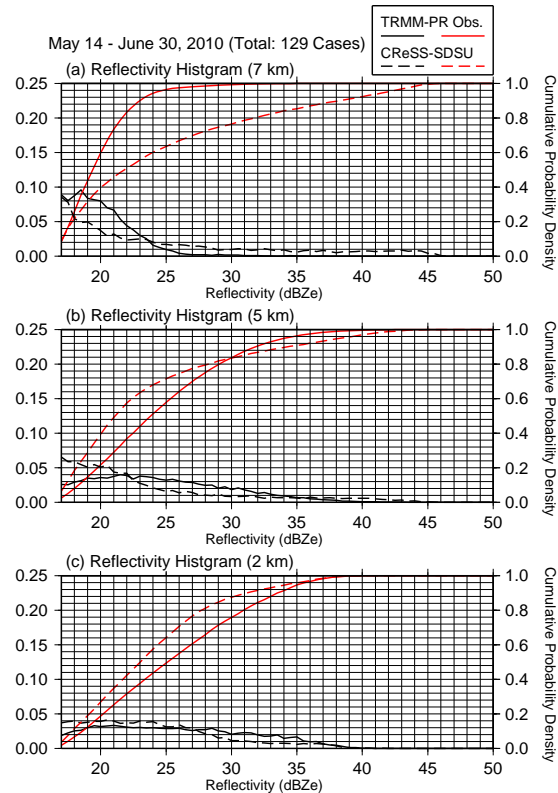 TRMM-PR Obs.
CReSS-SDSU
May 14 - June 30, 2010 (Total: 129 Cases)
(a) Reflectivity Histgram (7 km)
0.25
0.20
0.15
0.10
0.05
0.00
1.0
0.8
0.6
0.4
0.2
0.0
Cumulative Probability Density
20 25 30 35 40 45 50
Reflectivity (dBZe)
(b) Reflectivity Histgram (5 km)
0.25
0.20
0.15
0.10
0.05
0.00
1.0
0.8
0.6
0.4
0.2
0.0
Cumulative Probability Density
20 25 30 35 40 45 50
Reflectivity (dBZe)
(c) Reflectivity Histgram (2 km)
0.25
0.20
0.15
0.10
0.05
0.00
1.0
0.8
0.6
0.4
0.2
0.0
Cumulative Probability Density
20 25 30 35 40 45 50
Reflectivity (dBZe)